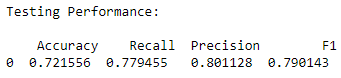 Testing Performance:
Accuracy Recall Precision F1
0 0.721556 0.779455 0.801128 0.790143